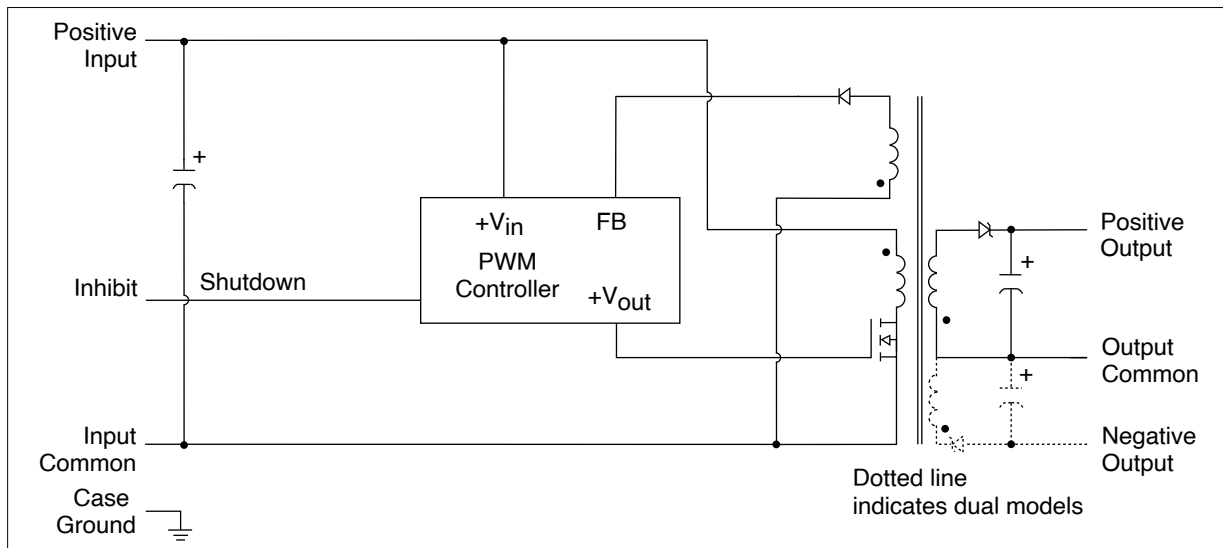 Positive
Input
+
+Vin
FB
PWM
Controller
+Vout
Inhibit
Shutdown
Positive
Output
+
Output
Common
+
Input
Common
Negative
Output
Dotted line
indicates dual models
Case
Ground